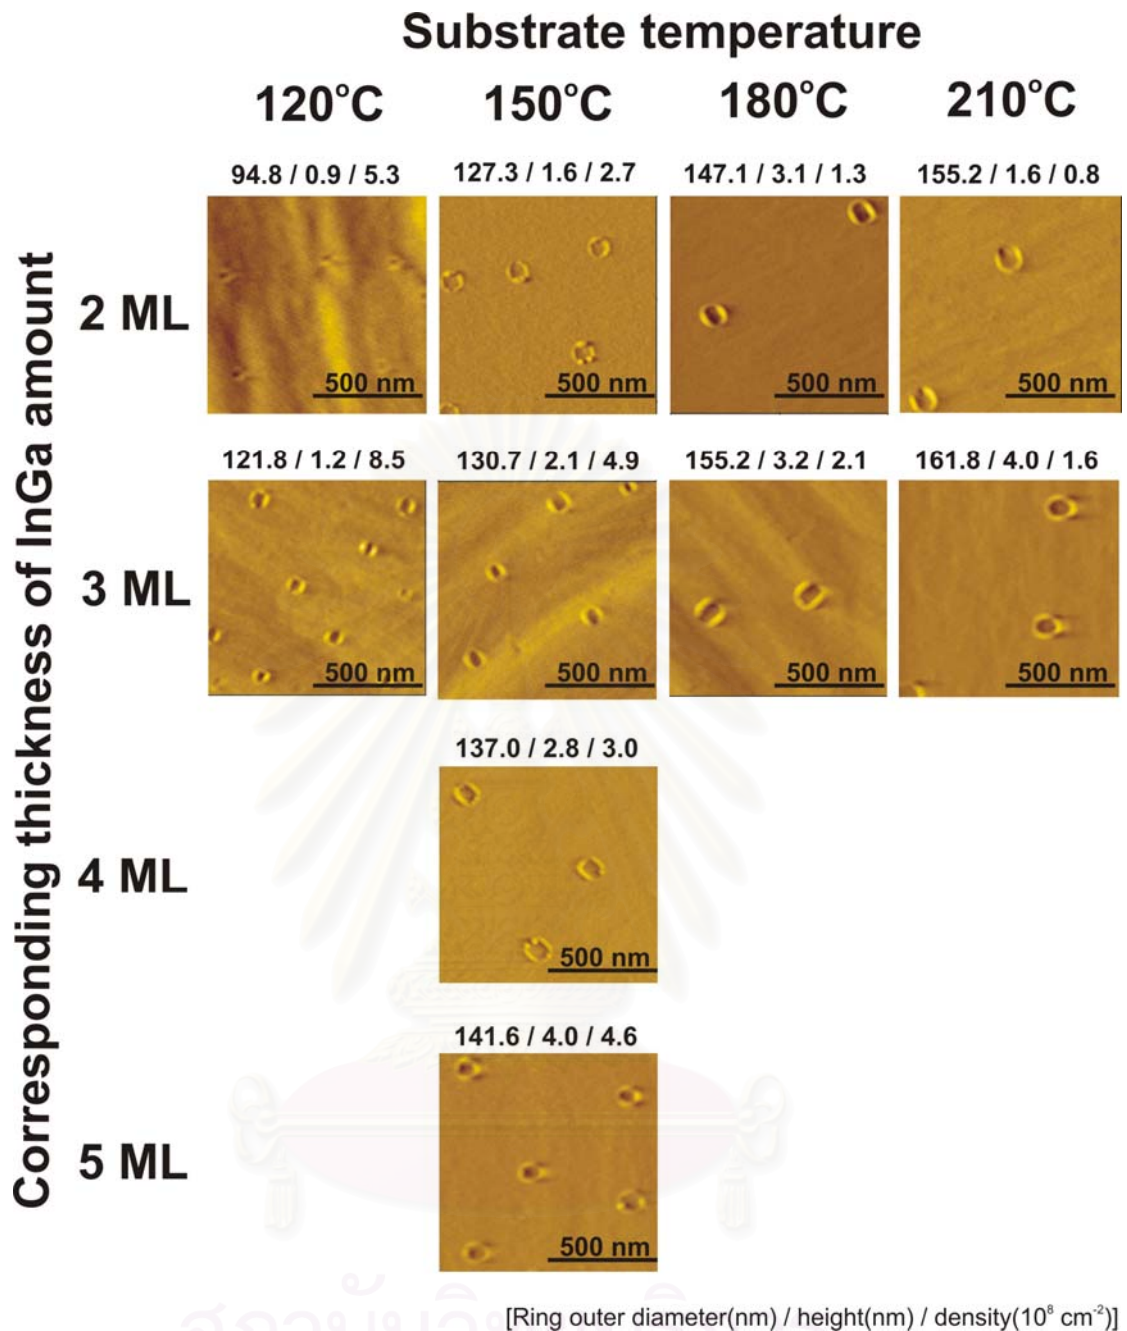 Substrate temperature
120°C 150°C 180°C 210°C
Corresponding thickness of InGa amount
94.8 / 0.9 / 5.3 127.3 / 1.6 / 2.7 147.1 / 3.1 / 1.3 155.2 / 1.6 / 0.8
2 ML
500 nm 500 nm 500 nm 500 nm
121.8 / 1.2 / 8.5 130.7 / 2.1 / 4.9 155.2 / 3.2 / 2.1 161.8 / 4.0 / 1.6
3 ML
500 nm 500 nm 500 nm 500 nm
137.0 / 2.8 / 3.0
4 ML
500 nm
141.6 / 4.0 / 4.6
5 ML
500 nm
[Ring outer diameter(nm) / height(nm) / density(10⁸ cm⁻²)]